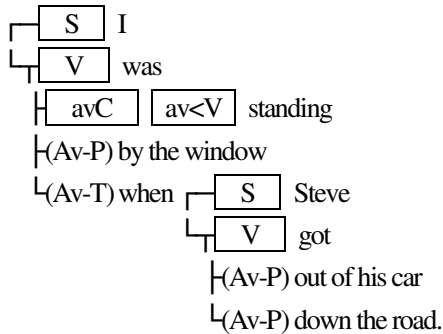 S I
V was
avC av<V standing
(Av-P) by the window
(Av-T) when S Steve
V got
(Av-P) out of his car
(Av-P) down the road.